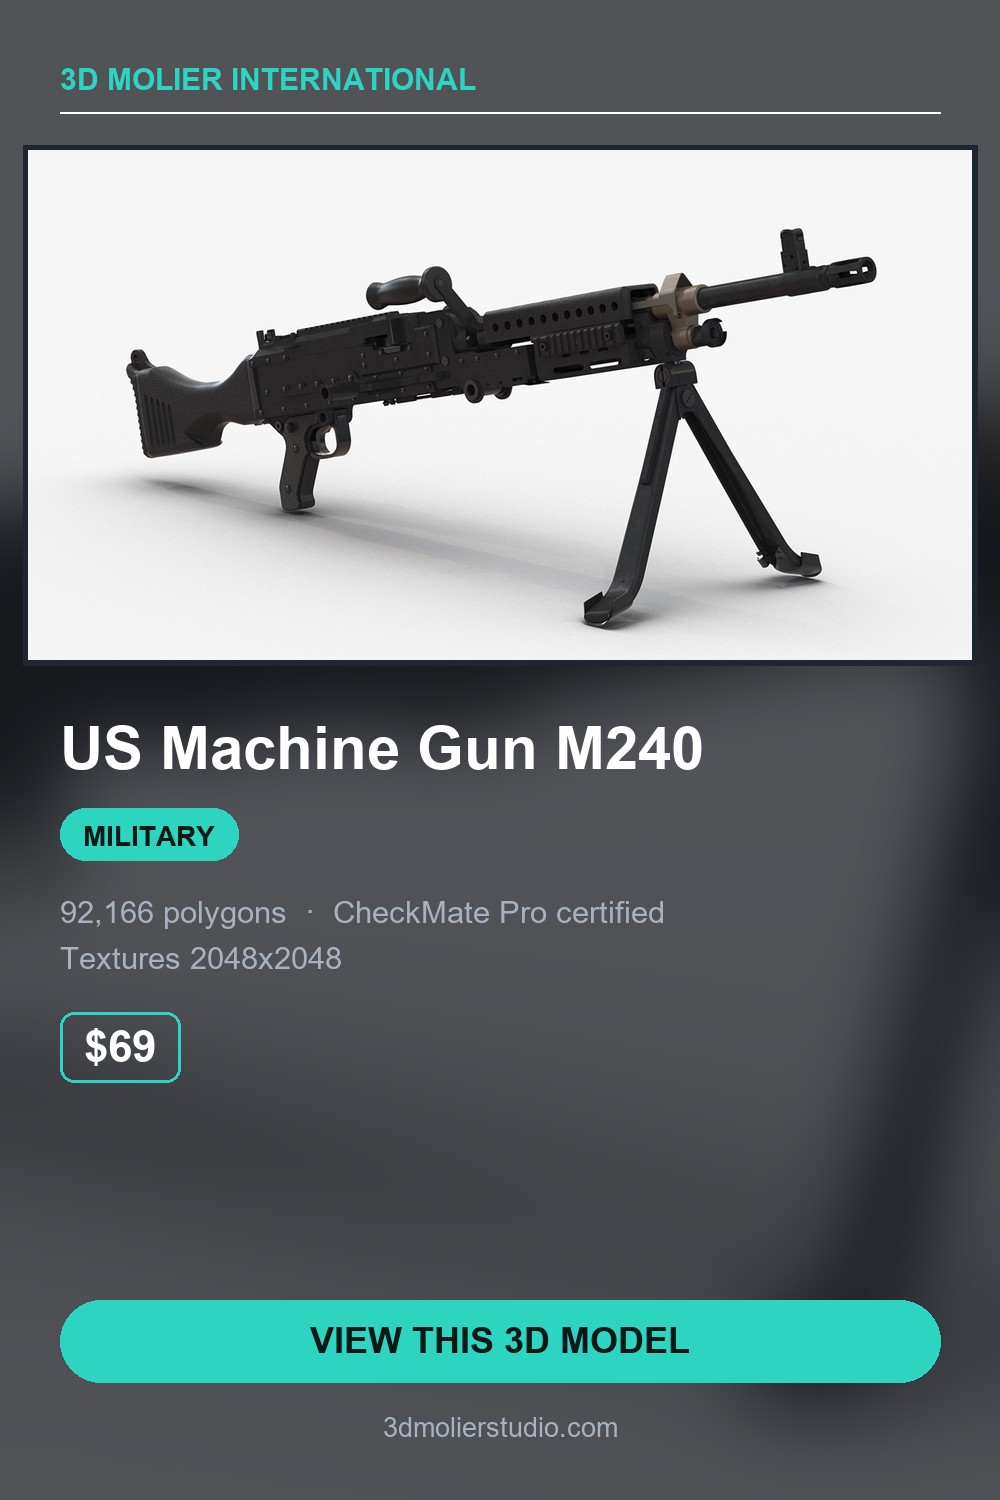 3D MOLIER INTERNATIONAL
US Machine Gun M240
MILITARY
92,166 polygons · CheckMate Pro certified
Textures 2048x2048
$69
VIEW THIS 3D MODEL
3dmolierstudio.com